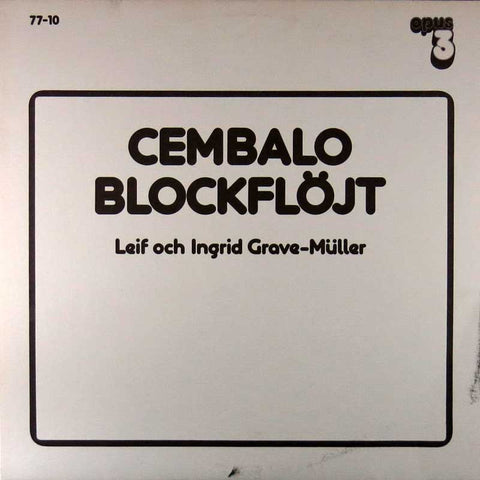 77-10
opus
3
CEMBALO
BLOCKFLÖJT
Leif och Ingrid Grave-Müller